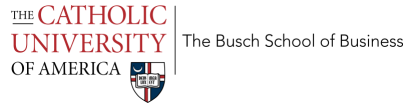 THE CATHOLIC
UNIVERSITY
OF AMERICA
The Busch School of Business